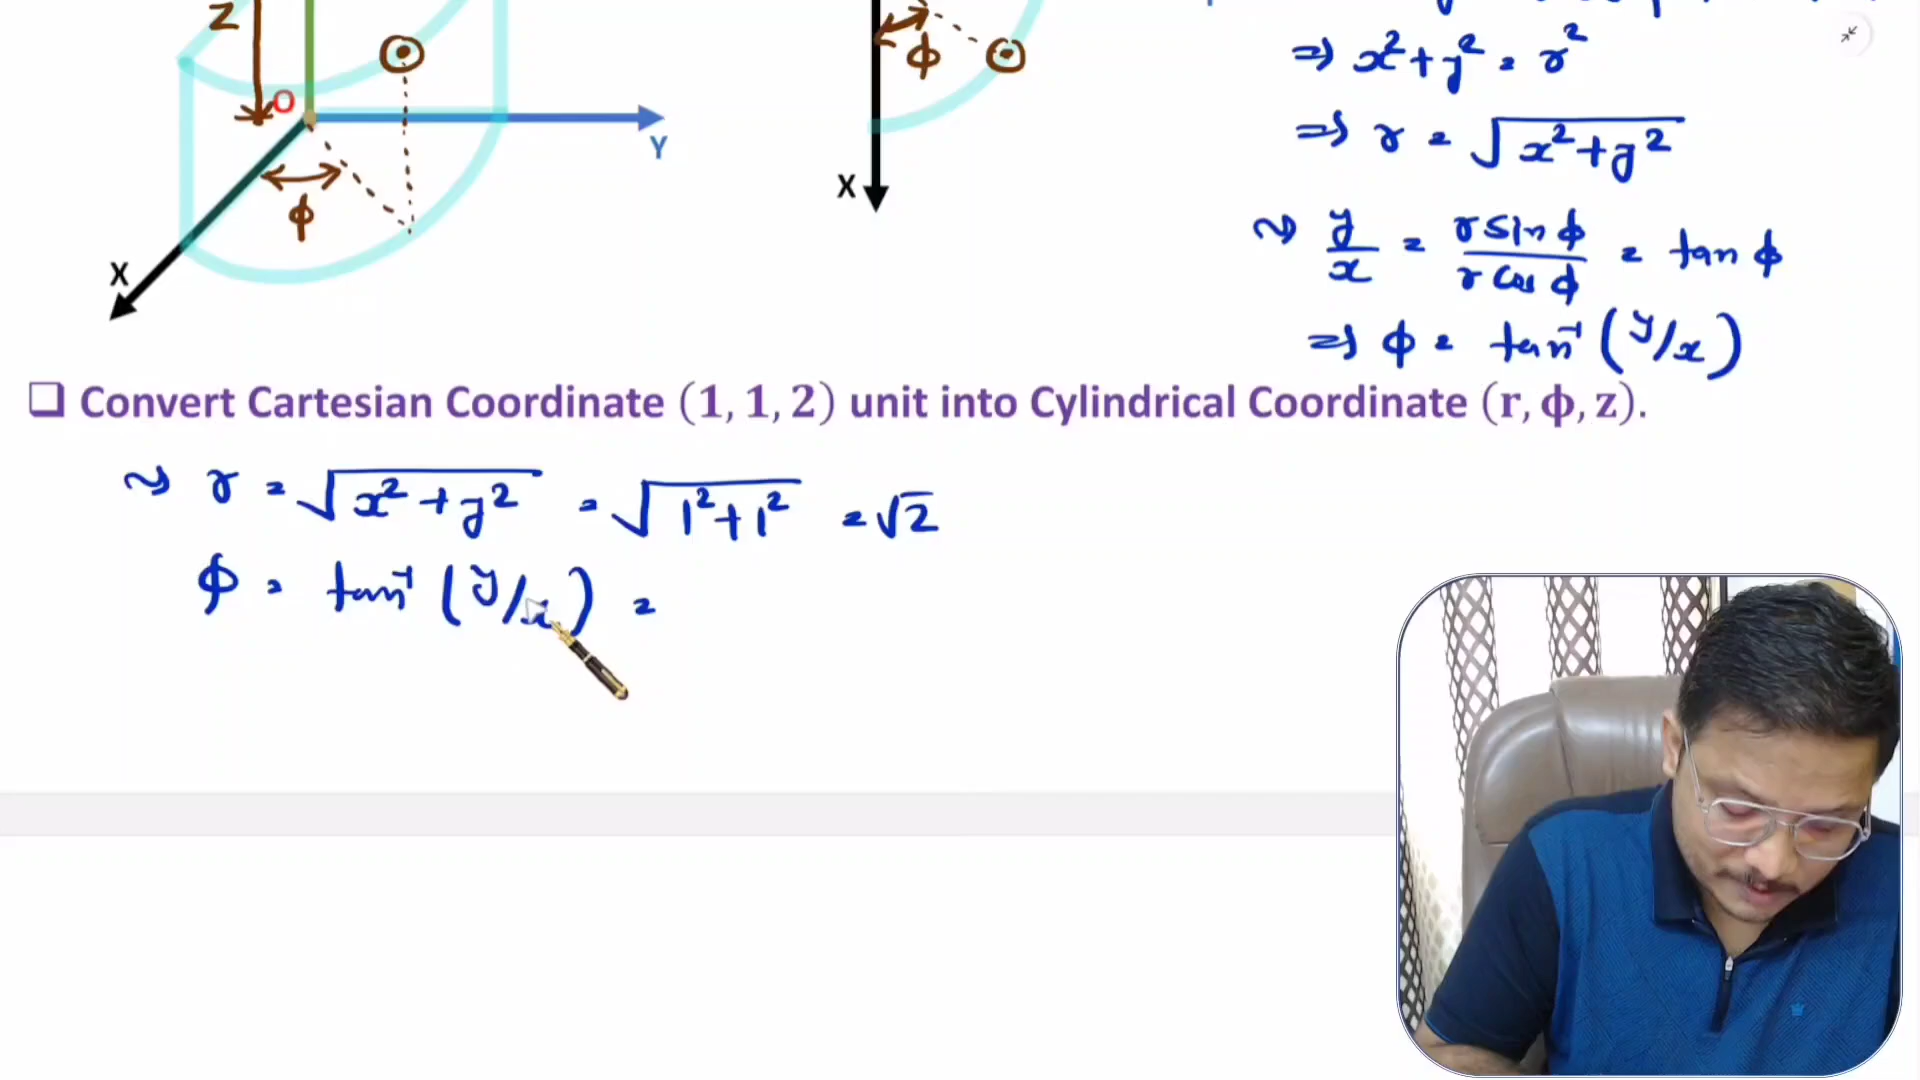 Z
O
Y
ϕ
X
ϕ
X
⇒ x² + y² = r²
⇒ r = √(x² + y²)
y/x = r sin ϕ / r cos ϕ = tan ϕ
⇒ ϕ = tan⁻¹ (y/x)
❑ Convert Cartesian Coordinate (1, 1, 2) unit into Cylindrical Coordinate (r, ϕ, z).
r = √(x² + y²) = √(1² + 1²) = √2
ϕ = tan⁻¹ (y/x) =